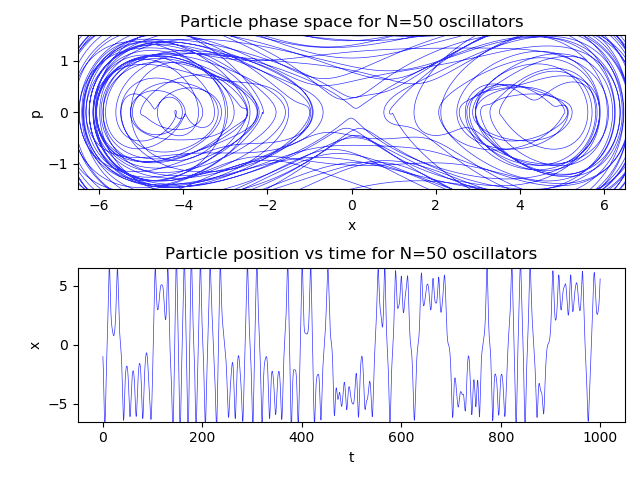 Particle phase space for N=50 oscillators
1
0
−1
p
−6 −4 −2 0 2 4 6
x
Particle position vs time for N=50 oscillators
5
0
−5
x
0 200 400 600 800 1000
t